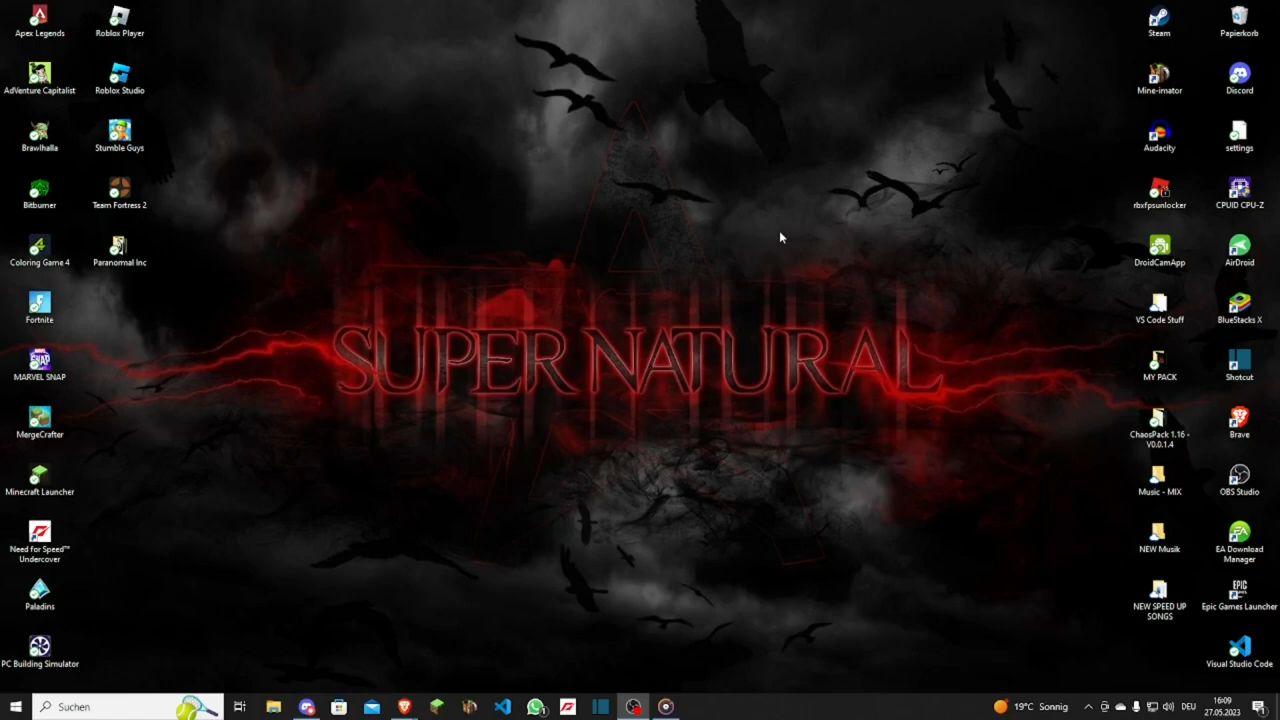 Apex Legends
Roblox Player
AdVenture Capitalist
Roblox Studio
Brawlhalla
Stumble Guys
Bitburner
Team Fortress 2
Coloring Game 4
Paranormal Inc
Fortnite
MARVEL SNAP
MergeCrafter
Minecraft Launcher
Need for Speed™
Undercover
Paladins
PC Building Simulator
SUPERNATURAL
Steam
Papierkorb
Mine-imator
Discord
Audacity
settings
rbxfpsunlocker
CPUID CPU-Z
DroidCamApp
AirDroid
VS Code Stuff
BlueStacks X
MY PACK
Shotcut
ChaosPack 1.16 -
V0.0.1.4
Brave
Music - MIX
OBS Studio
NEW Musik
EA Download
Manager
NEW SPEED UP
SONGS
Epic Games Launcher
Visual Studio Code
Suchen
19°C Sonnig
DEU
16:09
27.05.2023